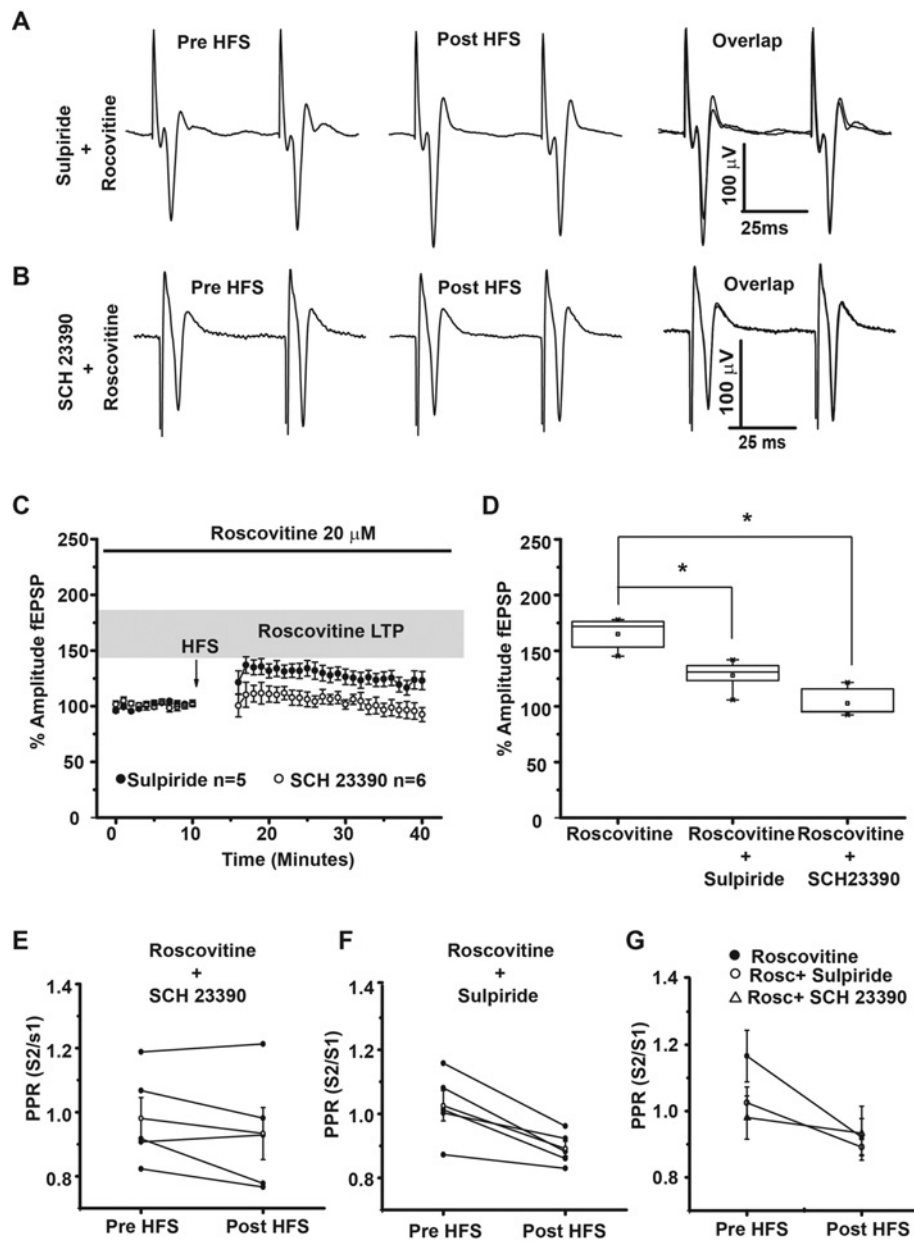 A
Pre HFS
Post HFS
Overlap
Sulpiride
+
Rocovitine
100 μV
25ms
B
Pre HFS
Post HFS
Overlap
SCH 23390
+
Roscovitine
100 μV
25 ms
C
Roscovitine 20 μM
250
200
150
100
50
0
% Amplitude fEPSP
Roscovitine LTP
HFS
Sulpiride n=5
SCH 23390 n=6
0
10
20
30
40
Time (Minutes)
D
250
200
150
100
50
0
% Amplitude fEPSP
*
*
Roscovitine
Roscovitine
+
Sulpiride
Roscovitine
+
SCH23390
E
Roscovitine
+
SCH 23390
1.4
1.2
1.0
0.8
PPR (S2/s1)
Pre HFS
Post HFS
F
Roscovitine
+
Sulpiride
1.4
1.2
1.0
0.8
PPR (S2/S1)
Pre HFS
Post HFS
G
Roscovitine
Rosc+ Sulpiride
Rosc+ SCH 23390
1.4
1.2
1.0
0.8
PPR (S2/S1)
Pre HFS
Post HFS